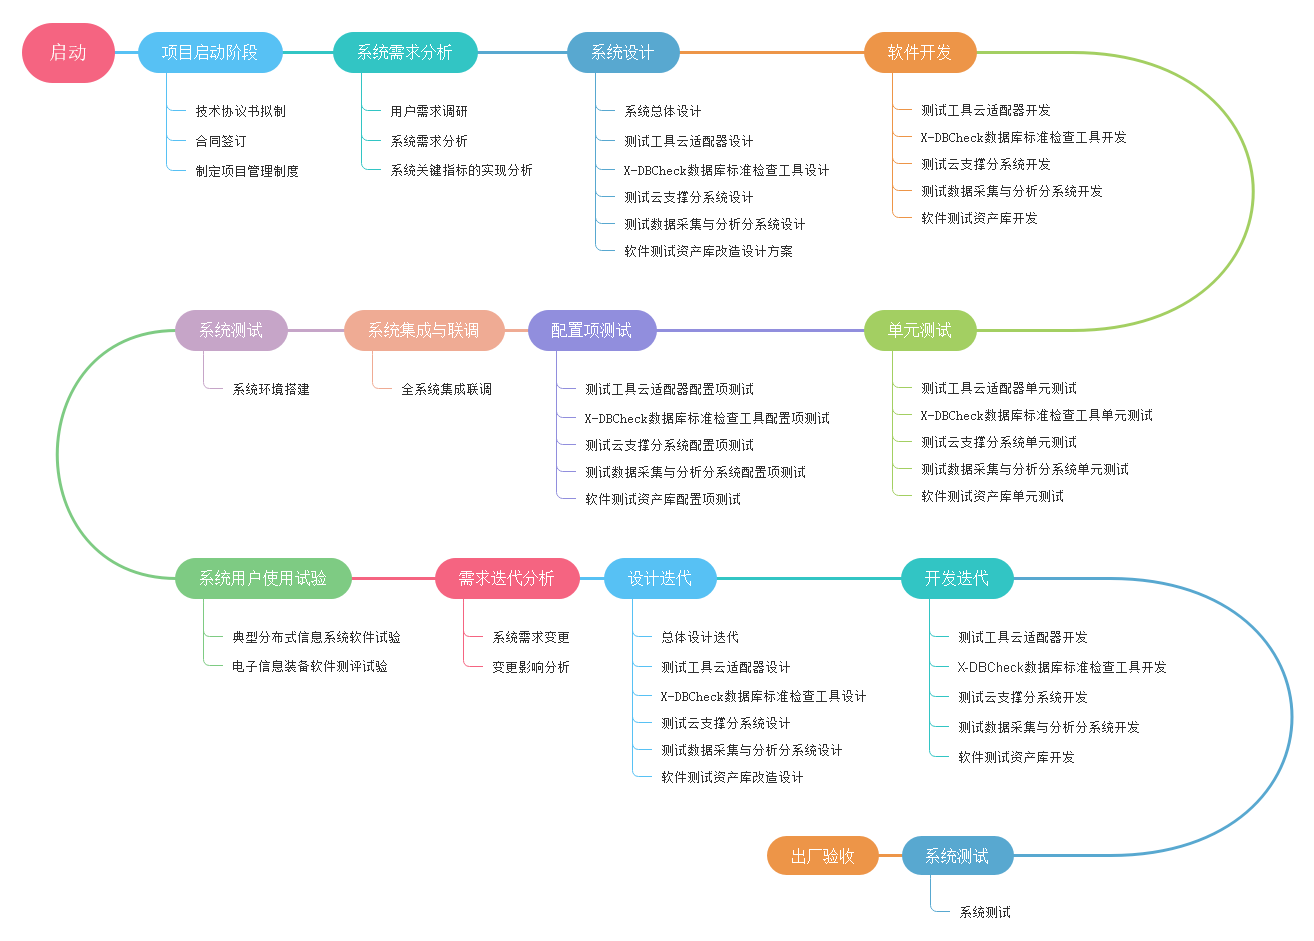 启动
项目启动阶段
技术协议书拟制
合同签订
制定项目管理制度
系统需求分析
用户需求调研
系统需求分析
系统关键指标的实现分析
系统设计
系统总体设计
测试工具云适配器设计
X-DBCheck数据库标准检查工具设计
测试云支撑分系统设计
测试数据采集与分析分系统设计
软件测试资产库改造设计方案
软件开发
测试工具云适配器开发
X-DBCheck数据库标准检查工具开发
测试云支撑分系统开发
测试数据采集与分析分系统开发
软件测试资产库开发
单元测试
测试工具云适配器单元测试
X-DBCheck数据库标准检查工具单元测试
测试云支撑分系统单元测试
测试数据采集与分析分系统单元测试
软件测试资产库单元测试
配置项测试
测试工具云适配器配置项测试
X-DBCheck数据库标准检查工具配置项测试
测试云支撑分系统配置项测试
测试数据采集与分析分系统配置项测试
软件测试资产库配置项测试
系统集成与联调
全系统集成联调
系统测试
系统环境搭建
系统用户使用试验
典型分布式信息系统软件试验
电子信息装备软件测评试验
需求迭代分析
系统需求变更
变更影响分析
设计迭代
总体设计迭代
测试工具云适配器设计
X-DBCheck数据库标准检查工具设计
测试云支撑分系统设计
测试数据采集与分析分系统设计
软件测试资产库改造设计
开发迭代
测试工具云适配器开发
X-DBCheck数据库标准检查工具开发
测试云支撑分系统开发
测试数据采集与分析分系统开发
软件测试资产库开发
系统测试
系统测试
出厂验收